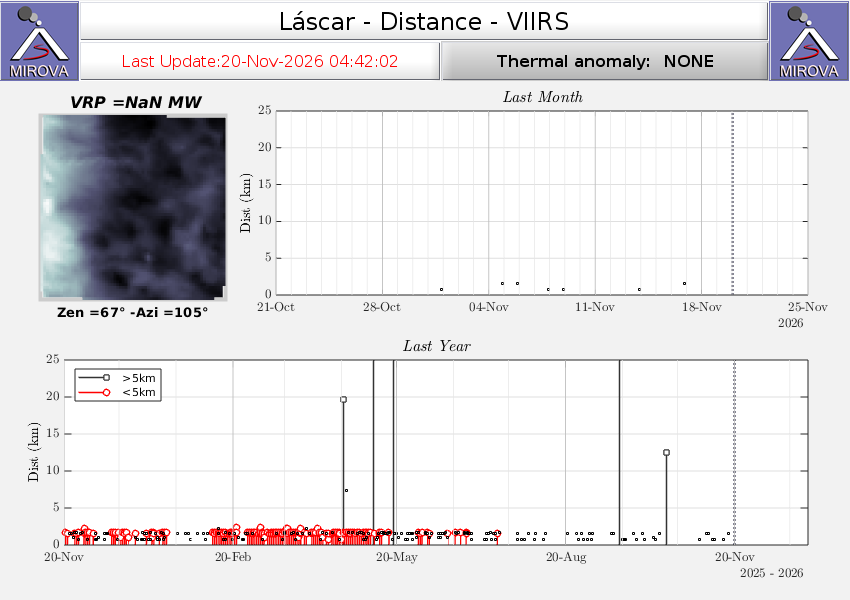 Láscar - Distance - VIIRS
MIROVA
Last Update:20-Nov-2026 04:42:02
Thermal anomaly: NONE
MIROVA
VRP =NaN MW
Zen =67° -Azi =105°
Last Month
Dist (km)
25
20
15
10
5
0
21-Oct
28-Oct
04-Nov
11-Nov
18-Nov
25-Nov
2026
Last Year
Dist (km)
25
20
15
10
5
0
>5km
<5km
20-Nov
20-Feb
20-May
20-Aug
20-Nov
2025 - 2026